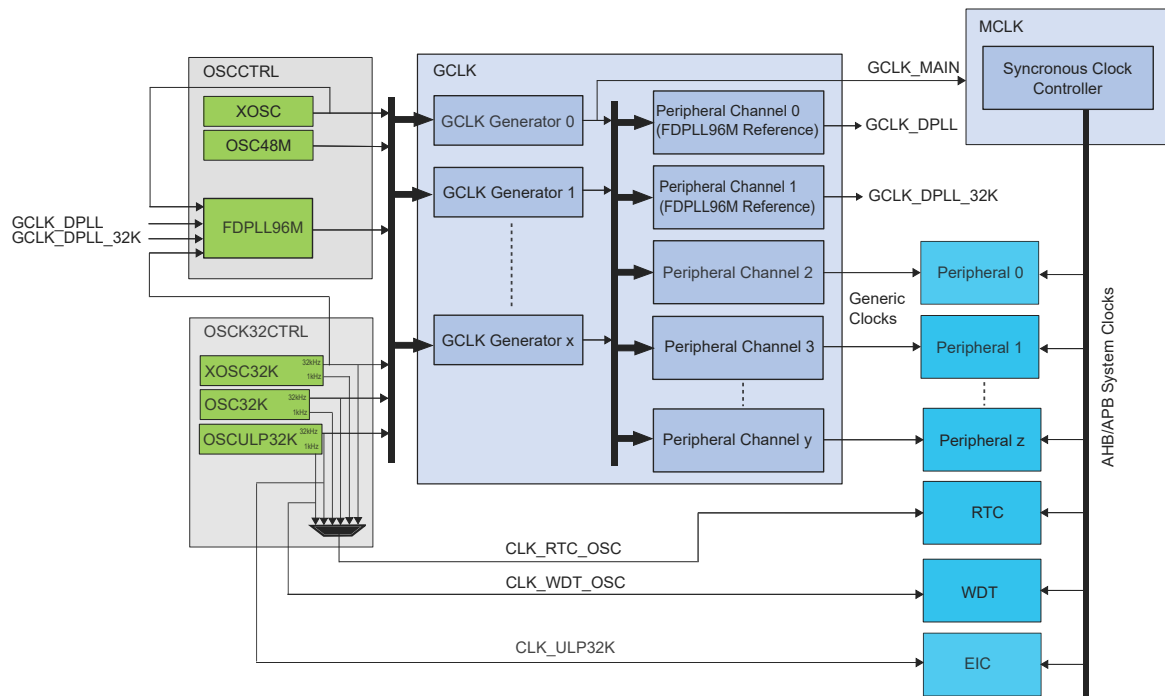 MCLK
Syncronous Clock
Controller
GCLK_MAIN
OSCCTRL
XOSC
OSC48M
FDPLL96M
GCLK_DPLL
GCLK_DPLL_32K
GCLK
GCLK Generator 0
GCLK Generator 1
GCLK Generator x
Peripheral Channel 0
(FDPLL96M Reference)
GCLK_DPLL
Peripheral Channel 1
(FDPLL96M Reference)
GCLK_DPLL_32K
Peripheral Channel 2
Peripheral Channel 3
Peripheral Channel y
Generic
Clocks
Peripheral 0
Peripheral 1
Peripheral z
AHB/APB System Clocks
OSCK32CTRL
XOSC32K
32kHz
1kHz
OSC32K
32kHz
1kHz
OSCULP32K
32kHz
1kHz
CLK_RTC_OSC
RTC
CLK_WDT_OSC
WDT
CLK_ULP32K
EIC